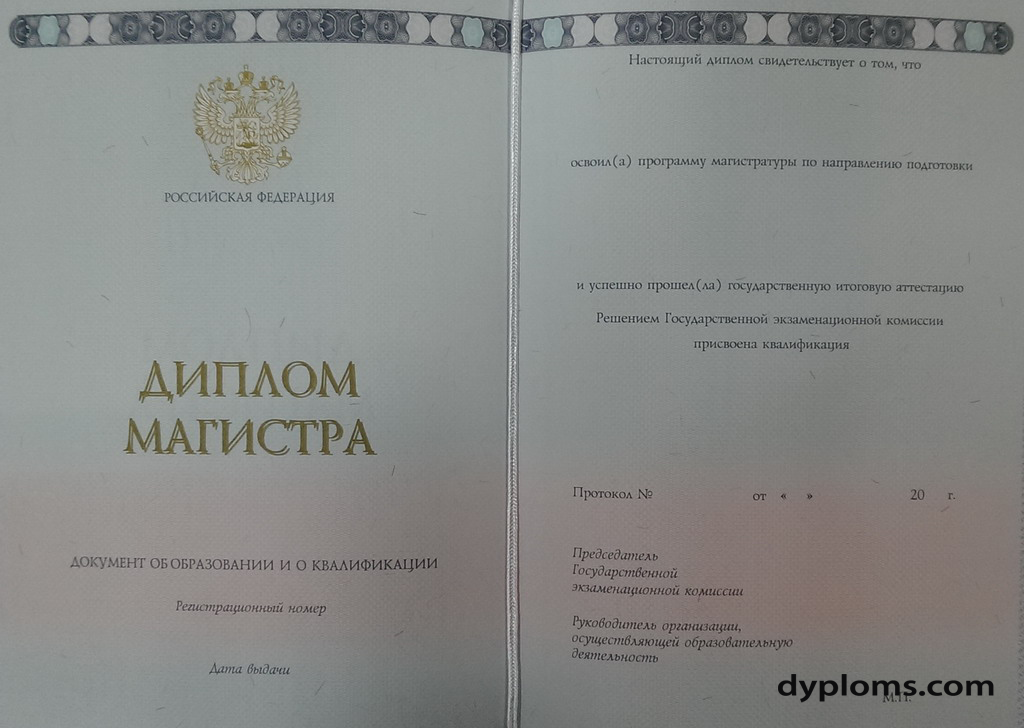 РОССИЙСКАЯ ФЕДЕРАЦИЯ
ДИПЛОМ
МАГИСТРА
ДОКУМЕНТ ОБ ОБРАЗОВАНИИ И О КВАЛИФИКАЦИИ
Регистрационный номер
Дата выдачи
Настоящий диплом свидетельствует о том, что
освоил(а) программу магистратуры по направлению подготовки
и успешно прошел(ла) государственную итоговую аттестацию
Решением Государственной экзаменационной комиссии
присвоена квалификация
Протокол № от « » 20 г.
Председатель
Государственной
экзаменационной комиссии
Руководитель организации,
осуществляющей образовательную
деятельность
М.П.
dyploms.com